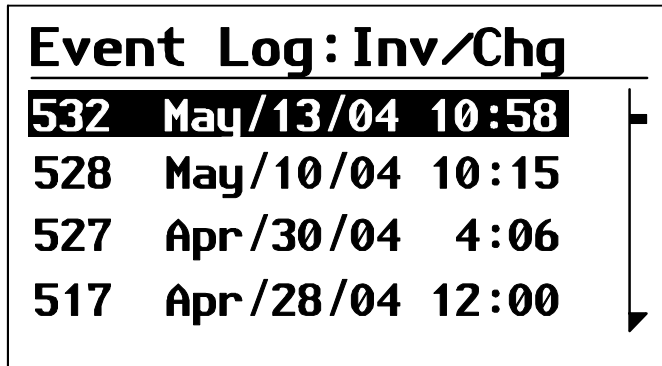 Event Log:Inv/Chg
532 May/13/04 10:58
528 May/10/04 10:15
527 Apr/30/04 4:06
517 Apr/28/04 12:00